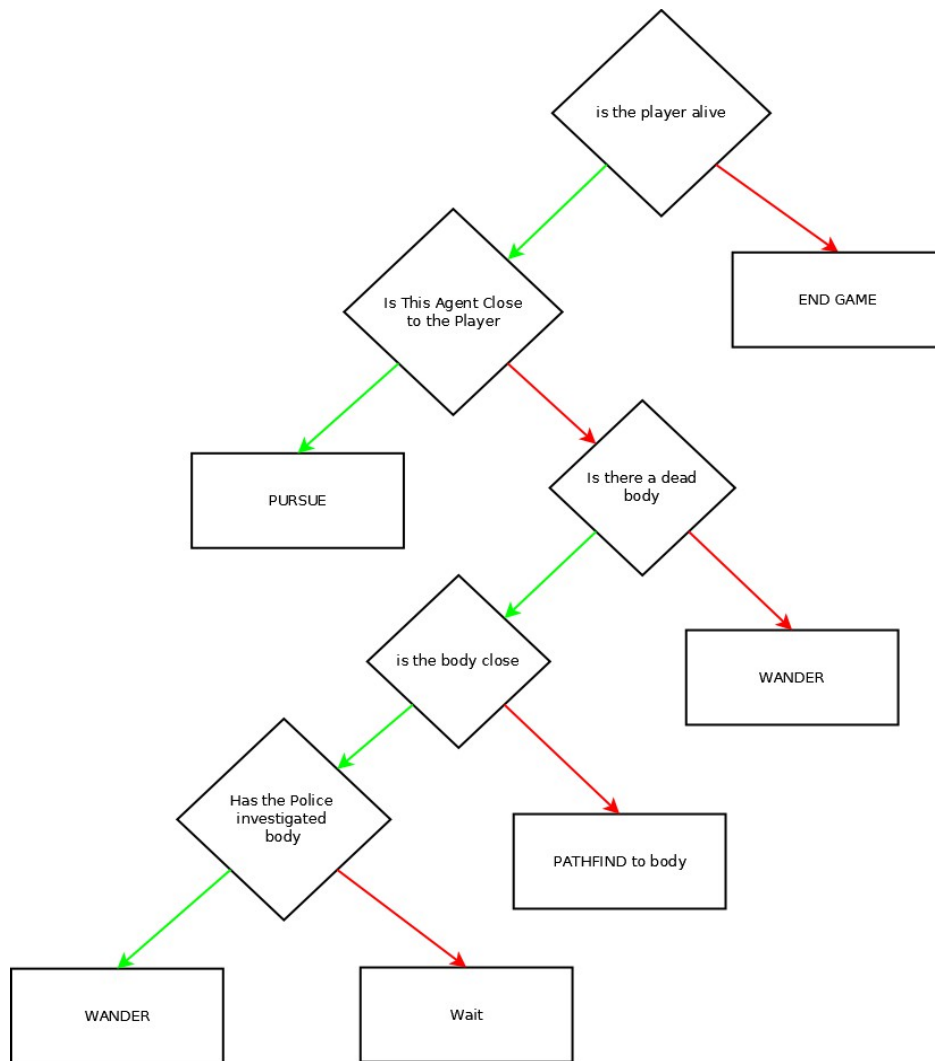 is the player alive
END GAME
Is This Agent Close
to the Player
PURSUE
Is there a dead
body
WANDER
is the body close
PATHFIND to body
Has the Police
investigated
body
WANDER
Wait